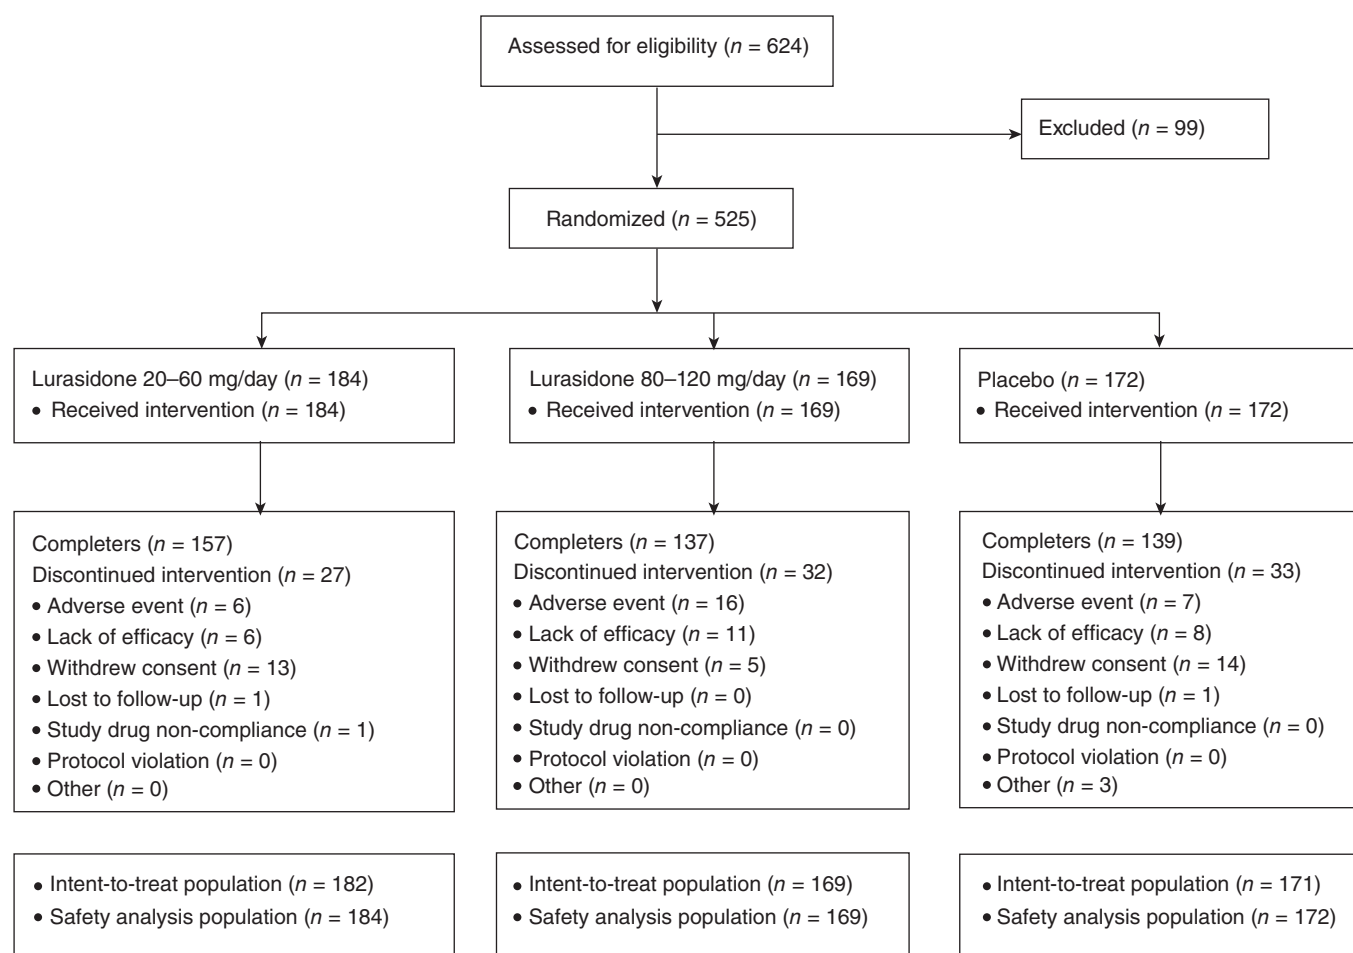 Assessed for eligibility (n = 624)
Excluded (n = 99)
Randomized (n = 525)
Lurasidone 20–60 mg/day (n = 184)
• Received intervention (n = 184)
Lurasidone 80–120 mg/day (n = 169)
• Received intervention (n = 169)
Placebo (n = 172)
• Received intervention (n = 172)
Completers (n = 157)
Discontinued intervention (n = 27)
• Adverse event (n = 6)
• Lack of efficacy (n = 6)
• Withdrew consent (n = 13)
• Lost to follow-up (n = 1)
• Study drug non-compliance (n = 1)
• Protocol violation (n = 0)
• Other (n = 0)
Completers (n = 137)
Discontinued intervention (n = 32)
• Adverse event (n = 16)
• Lack of efficacy (n = 11)
• Withdrew consent (n = 5)
• Lost to follow-up (n = 0)
• Study drug non-compliance (n = 0)
• Protocol violation (n = 0)
• Other (n = 0)
Completers (n = 139)
Discontinued intervention (n = 33)
• Adverse event (n = 7)
• Lack of efficacy (n = 8)
• Withdrew consent (n = 14)
• Lost to follow-up (n = 1)
• Study drug non-compliance (n = 0)
• Protocol violation (n = 0)
• Other (n = 3)
• Intent-to-treat population (n = 182)
• Safety analysis population (n = 184)
• Intent-to-treat population (n = 169)
• Safety analysis population (n = 169)
• Intent-to-treat population (n = 171)
• Safety analysis population (n = 172)